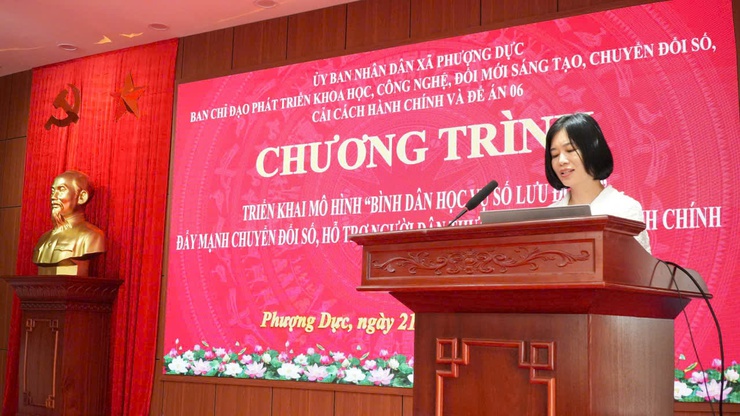 ỦY BAN NHÂN DÂN XÃ PHƯỢNG DỰC
BAN CHỈ ĐẠO PHÁT TRIỂN KHOA HỌC, CÔNG NGHỆ, ĐỔI MỚI SÁNG TẠO, CHUYỂN ĐỔI SỐ,
CẢI CÁCH HÀNH CHÍNH VÀ ĐỀ ÁN 06
CHƯƠNG TRÌNH
TRIỂN KHAI MÔ HÌNH “BÌNH DÂN HỌC VỤ SỐ LƯU
ĐẨY MẠNH CHUYỂN ĐỔI SỐ, HỖ TRỢ NGƯỜI DÂN CHÍNH
Phượng Dực, ngày 21